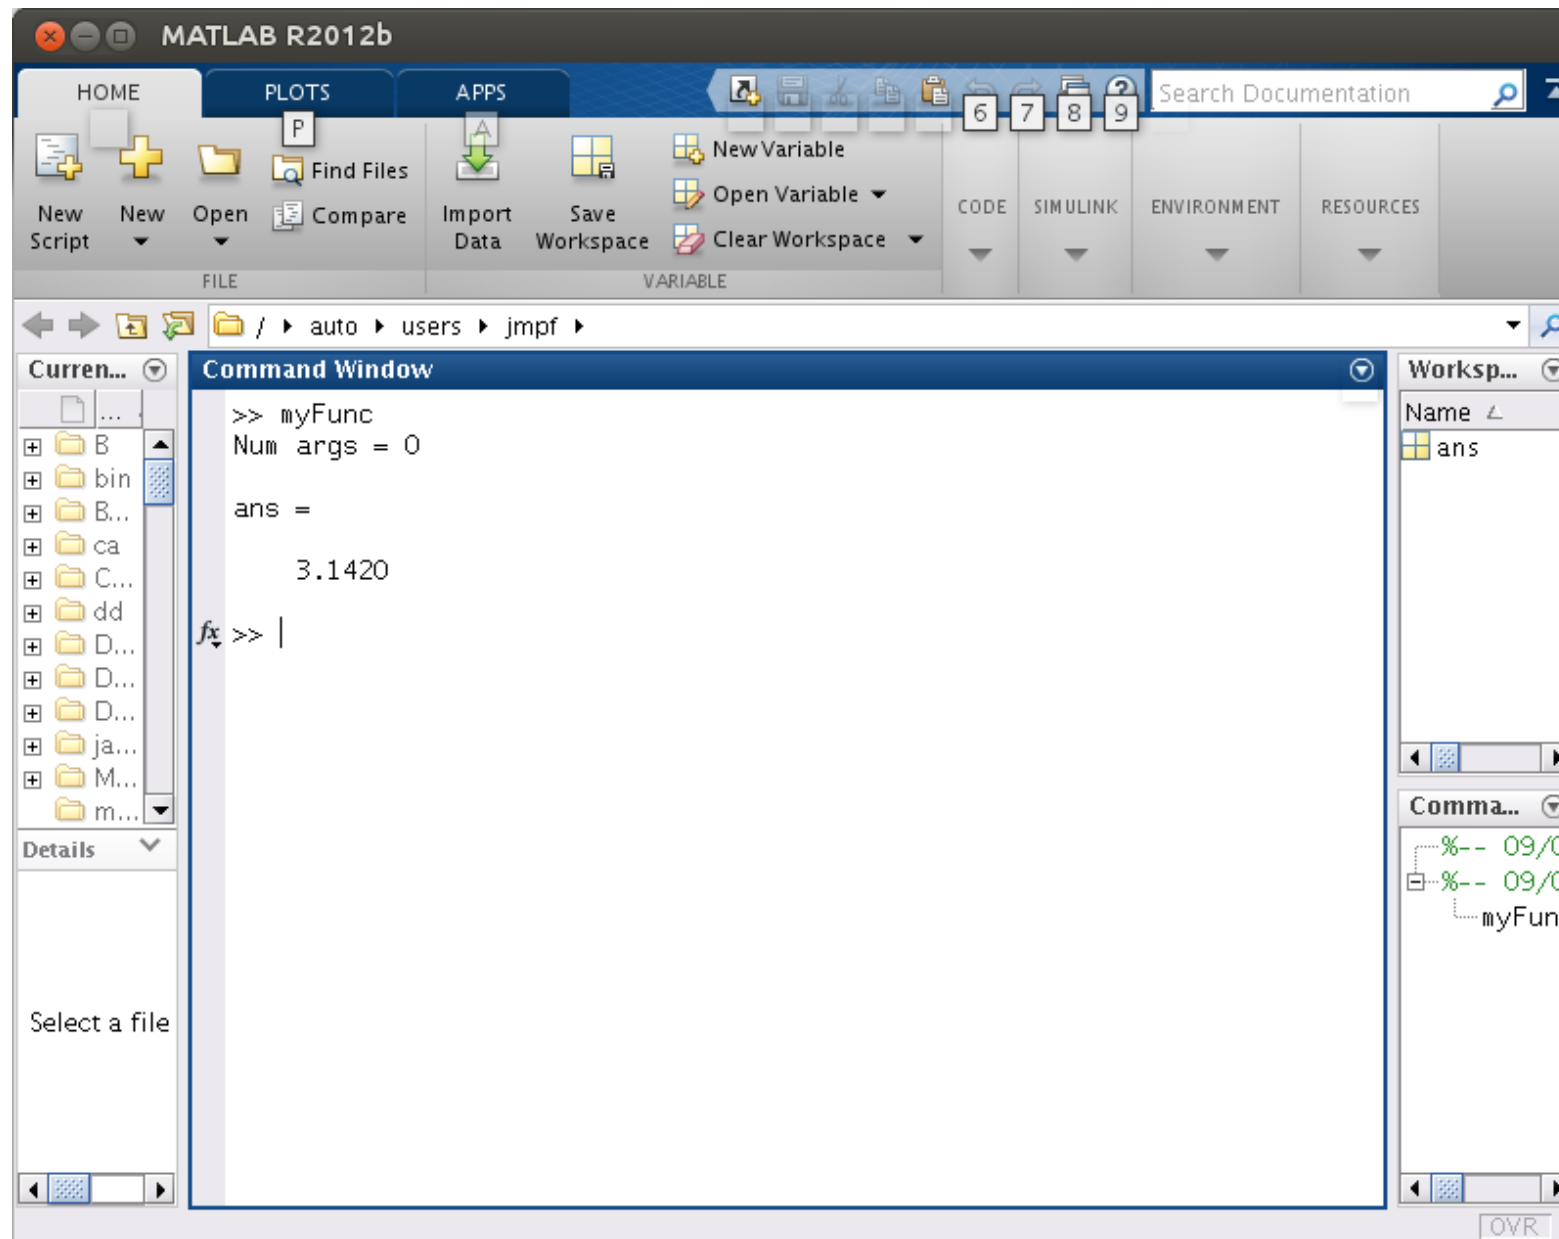 MATLAB R2012b
HOME PLOTS APPS
Search Documentation
P A 6 7 8 9
New Script
New
Open
Find Files
Compare
Import Data
Save Workspace
New Variable
Open Variable
Clear Workspace
CODE SIMULINK ENVIRONMENT RESOURCES
FILE VARIABLE
/ auto users jmpf
Curren...
...
B
bin
B...
ca
C...
dd
D...
D...
D...
ja...
M...
m...
Details
Select a file
Command Window
>> myFunc
Num args = 0
ans =
3.1420
fx >>
Worksp...
Name
ans
Comma...
%-- 09/0
%-- 09/0
myFun
OVR